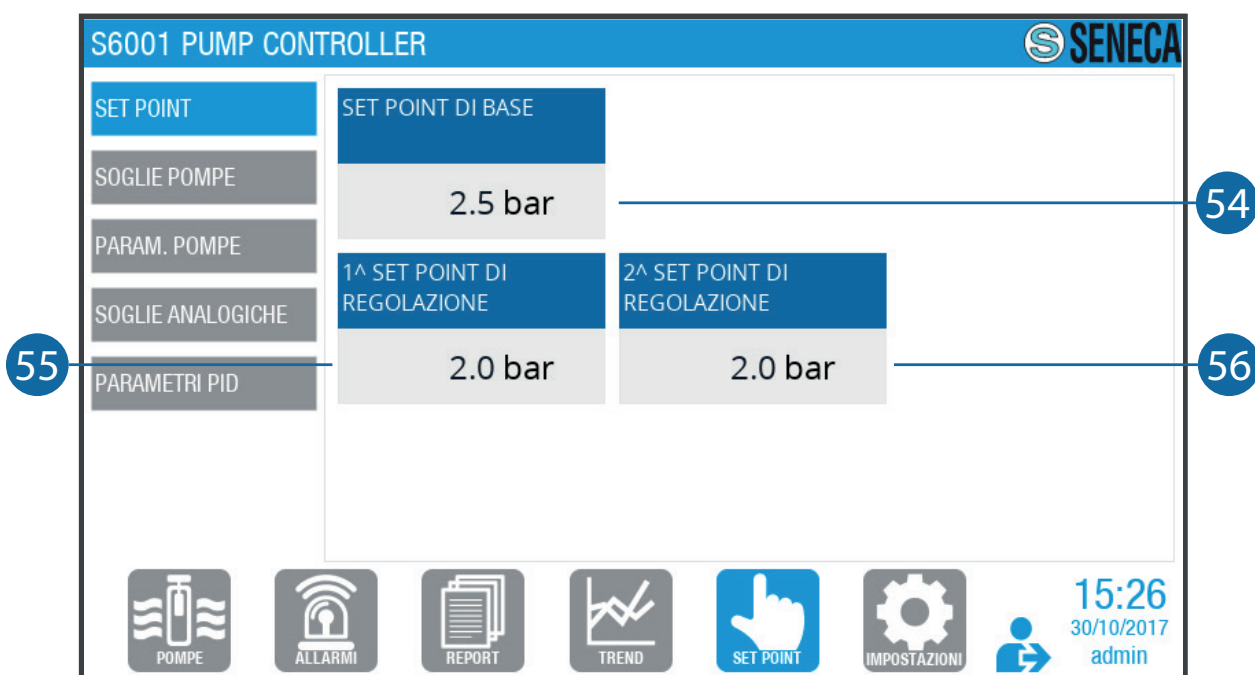 S6001 PUMP CONTROLLER
S SENECA
SET POINT
SOGLIE POMPE
PARAM. POMPE
SOGLIE ANALOGICHE
PARAMETRI PID
SET POINT DI BASE
2.5 bar
54
1^ SET POINT DI
REGOLAZIONE
2.0 bar
55
2^ SET POINT DI
REGOLAZIONE
2.0 bar
56
POMPE
ALLARMI
REPORT
TREND
SET POINT
IMPOSTAZIONI
15:26
30/10/2017
admin